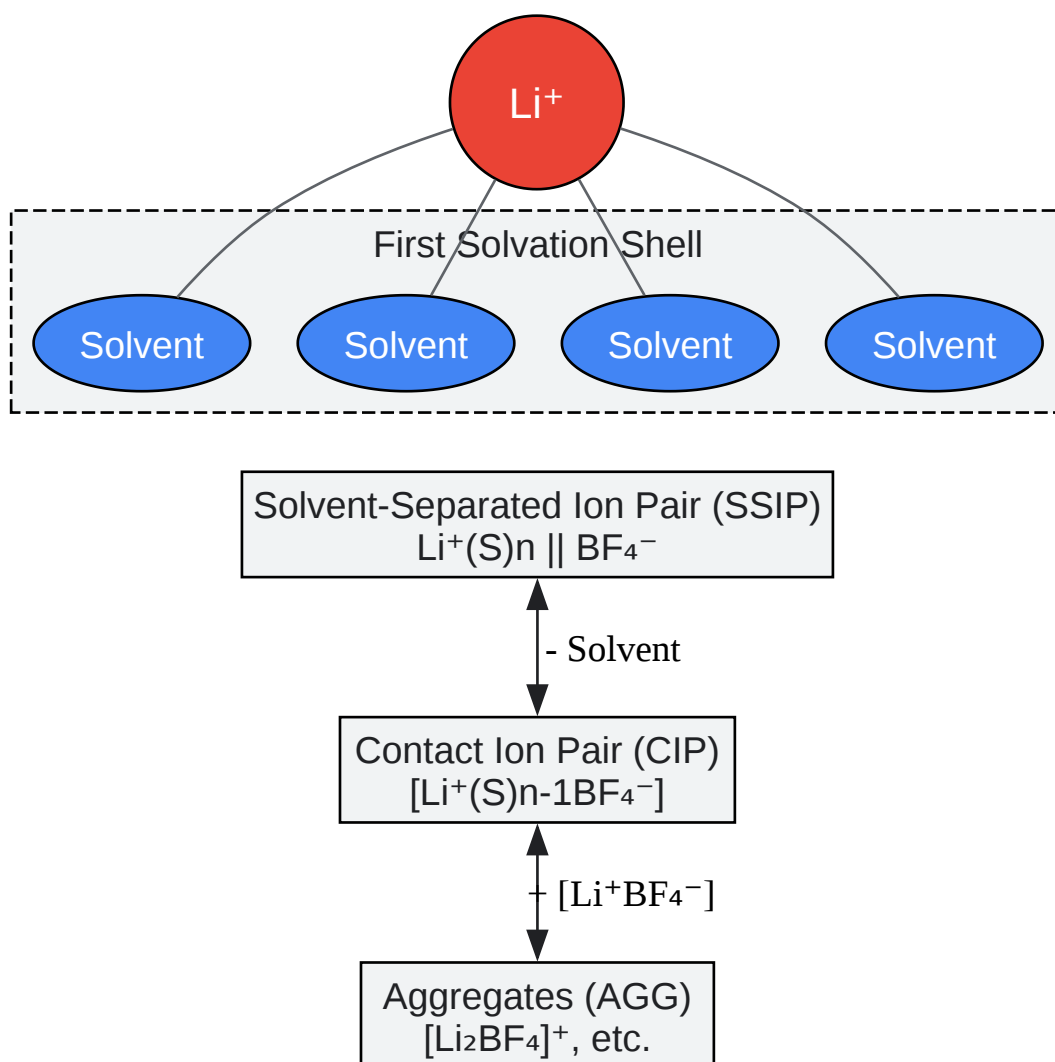 Li⁺
First Solvation Shell
Solvent Solvent Solvent Solvent
Solvent-Separated Ion Pair (SSIP)
Li⁺(S)n || BF₄⁻
- Solvent
Contact Ion Pair (CIP)
[Li⁺(S)n-1BF₄⁻]
+ [Li⁺BF₄⁻]
Aggregates (AGG)
[Li₂BF₄]⁺, etc.